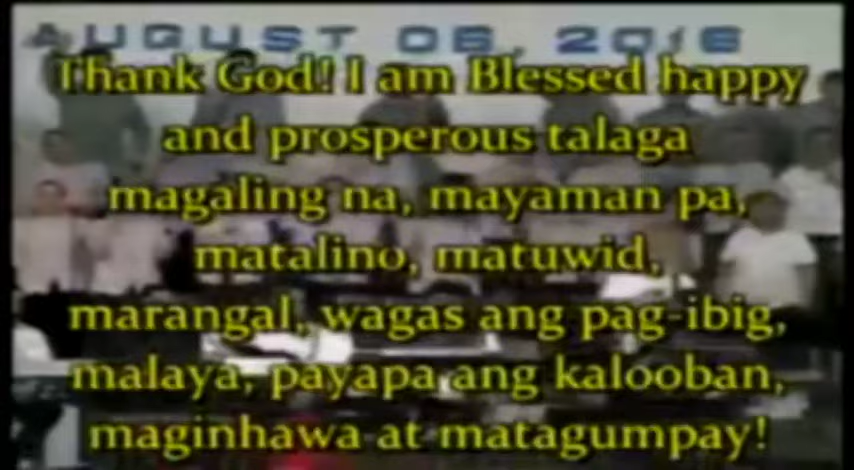 AUGUST 06, 2016
Thank God! I am Blessed happy
and prosperous talaga
magaling na, mayaman pa,
matalino, matuwid,
marangal, wagas ang pag-ibig,
malaya, payapa ang kalooban,
maginhawa at matagumpay!